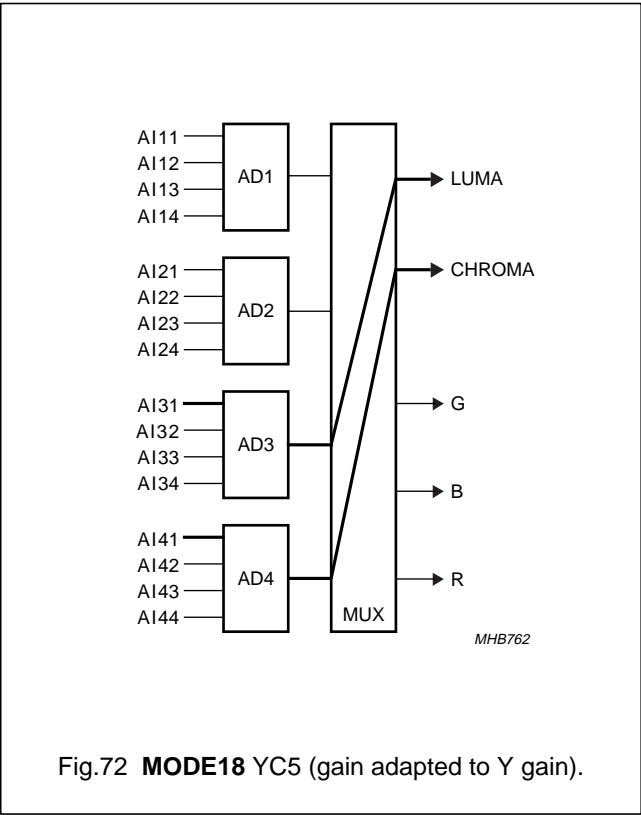 AI11
AI12
AI13
AI14
AD1
AI21
AI22
AI23
AI24
AD2
AI31
AI32
AI33
AI34
AD3
AI41
AI42
AI43
AI44
AD4
MUX
LUMA
CHROMA
G
B
R
MHB762
Fig.72 MODE18 YC5 (gain adapted to Y gain).